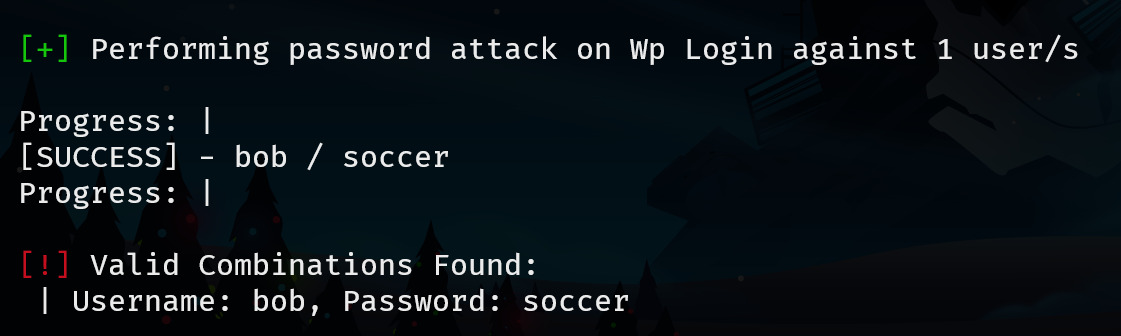 [+] Performing password attack on Wp Login against 1 user/s
Progress: |
[SUCCESS] - bob / soccer
Progress: |
[!] Valid Combinations Found:
| Username: bob, Password: soccer